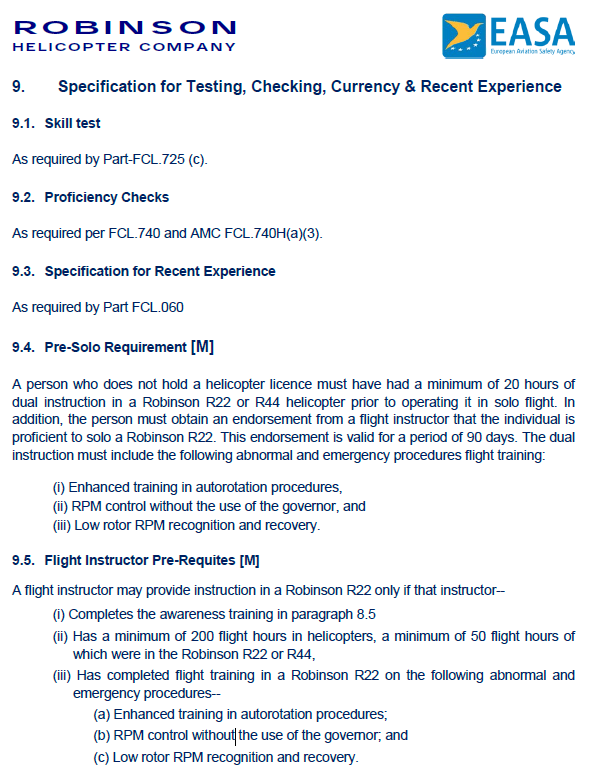 ROBINSON
HELICOPTER COMPANY
EASA
European Aviation Safety Agency
9. Specification for Testing, Checking, Currency & Recent Experience
9.1. Skill test
As required by Part-FCL.725 (c).
9.2. Proficiency Checks
As required per FCL.740 and AMC FCL.740H(a)(3).
9.3. Specification for Recent Experience
As required by Part FCL.060
9.4. Pre-Solo Requirement [M]
A person who does not hold a helicopter licence must have had a minimum of 20 hours of
dual instruction in a Robinson R22 or R44 helicopter prior to operating it in solo flight. In
addition, the person must obtain an endorsement from a flight instructor that the individual is
proficient to solo a Robinson R22. This endorsement is valid for a period of 90 days. The dual
instruction must include the following abnormal and emergency procedures flight training:
(i) Enhanced training in autorotation procedures,
(ii) RPM control without the use of the governor, and
(iii) Low rotor RPM recognition and recovery.
9.5. Flight Instructor Pre-Requites [M]
A flight instructor may provide instruction in a Robinson R22 only if that instructor--
(i) Completes the awareness training in paragraph 8.5
(ii) Has a minimum of 200 flight hours in helicopters, a minimum of 50 flight hours of
which were in the Robinson R22 or R44,
(iii) Has completed flight training in a Robinson R22 on the following abnormal and
emergency procedures--
(a) Enhanced training in autorotation procedures;
(b) RPM control without the use of the governor; and
(c) Low rotor RPM recognition and recovery.